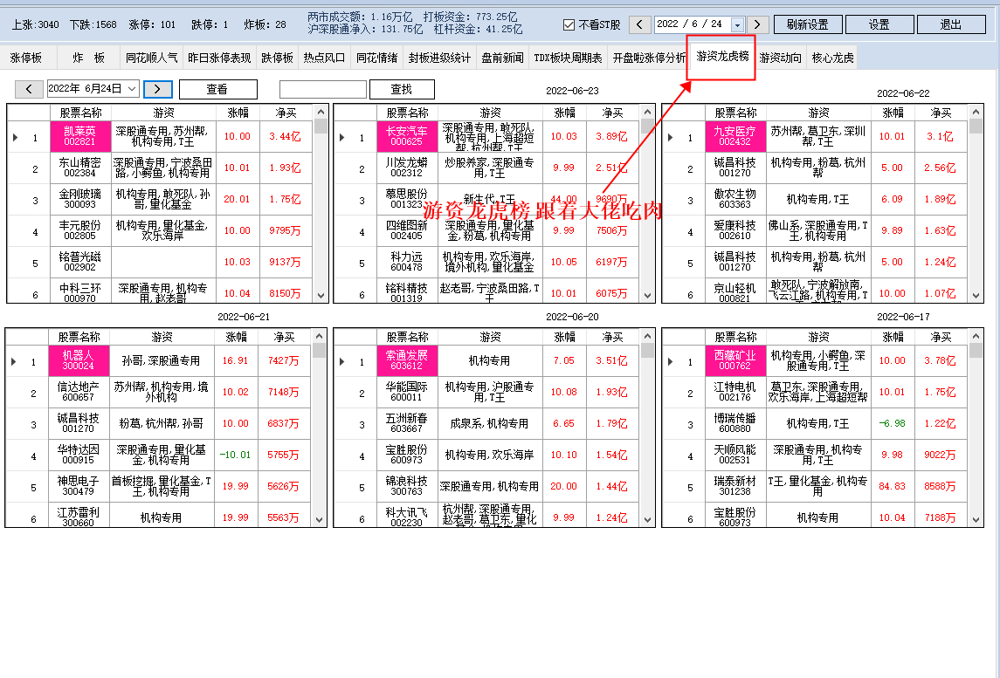 上涨:3040 下跌:1568 涨停: 101 跌停: 1 炸板: 28
两市成交额: 1.16万亿 打板资金: 773.25亿
沪深股通净入: 131.75亿 杠杆资金: 41.25亿
不看ST股 2022 / 6 / 24 刷新设置 设置 退出
涨停板 炸 板 同花顺人气 昨日涨停表现 跌停板 热点风口 同花情绪 封板进级统计 盘前新闻 TDX板块周期表 开盘啦涨停分析 游资龙虎榜 游资动向 核心龙虎
2022年 6月24日 查看 查找
2022-06-23
2022-06-22
股票名称 游资 涨幅 净买
1 凯莱英 002821 深股通专用,苏州帮,机构专用,T王 10.00 3.44亿
2 东山精密 002384 深股通专用,宁波桑田路,小鳄鱼,机构专用 10.01 1.93亿
3 金刚玻璃 300093 机构专用,敢死队,孙哥,量化基金 20.01 1.75亿
4 丰元股份 002805 机构专用,量化基金,欢乐海岸 10.00 9795万
5 铭普光磁 002902 10.03 9137万
6 中科三环 000970 深股通专用,机构专用,赵老哥 10.04 8150万
股票名称 游资 涨幅 净买
1 长安汽车 000625 深股通专用,敢死队,机构专用,上海超短帮,杭州帮,T王 10.03 3.89亿
2 川发龙蟒 002312 炒股养家,深股通专用,T王 9.99 2.51亿
3 慕思股份 001323 新生代,T王 44.00 9690万
4 四维图新 002405 深股通专用,量化基金,粉葛,机构专用 9.99 7506万
5 科力远 600478 机构专用,欢乐海岸,境外机构,量化基金 10.05 6197万
6 铭科精技 001319 赵老哥,宁波桑田路,T王 10.01 6075万
股票名称 游资 涨幅 净买
1 九安医疗 002432 苏州帮,葛卫东,深圳帮,T王 10.01 3.1亿
2 诚昌科技 001270 机构专用,粉葛,杭州帮 5.00 2.56亿
3 傲农生物 603363 机构专用,T王 6.09 1.89亿
4 爱康科技 002610 佛山系,深股通专用,T王,机构专用 9.89 1.63亿
5 诚昌科技 001270 机构专用,粉葛,杭州帮 5.00 1.24亿
6 京山轻机 000821 敢死队,宁波解放南,飞云江路,机构专用,T 10.00 1.07亿
游资龙虎榜 跟着大佬吃肉
2022-06-21
2022-06-20
2022-06-17
股票名称 游资 涨幅 净买
1 机器人 300024 孙哥,深股通专用 16.91 7427万
2 信达地产 600657 苏州帮,机构专用,境外机构 10.02 7148万
3 诚昌科技 001270 粉葛,杭州帮,孙哥 10.00 6837万
4 华特达因 000915 深股通专用,量化基金,机构专用 -10.01 5755万
5 神思电子 300479 首板挖掘,量化基金,T王,机构专用 19.99 5626万
6 江苏雷利 300660 机构专用 19.99 5563万
股票名称 游资 涨幅 净买
1 索通发展 603612 机构专用 7.05 3.51亿
2 华能国际 600011 机构专用,沪股通专用,T王 10.08 1.93亿
3 五洲新春 603667 成泉系,机构专用 6.65 1.79亿
4 宝胜股份 600973 机构专用,欢乐海岸 10.10 1.54亿
5 锦浪科技 300763 深股通专用,机构专用 20.00 1.44亿
6 科大讯飞 002230 杭州帮,深股通专用,赵老哥,葛卫东,量化 9.99 1.24亿
股票名称 游资 涨幅 净买
1 西藏矿业 000762 机构专用,小鳄鱼,深股通专用,T王 10.00 3.78亿
2 江特电机 002176 葛卫东,深股通专用,欢乐海岸,上海超短帮 10.01 1.75亿
3 博瑞传播 600880 机构专用,T王 -6.98 1.22亿
4 天顺风能 002531 深股通专用,机构专用,T王 9.98 9022万
5 瑞泰新材 301238 T王,量化基金,机构专用 84.83 8588万
6 宝胜股份 600973 机构专用 10.04 7188万